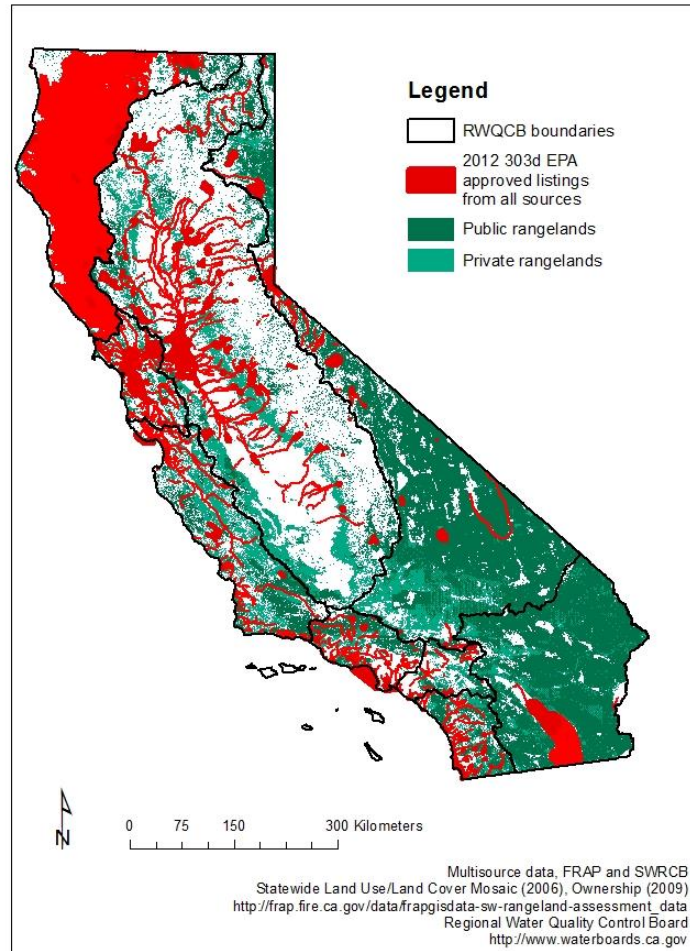 Legend
RWQCB boundaries
2012 303d EPA
approved listings
from all sources
Public rangelands
Private rangelands
N
0 75 150 300 Kilometers
Multisource data, FRAP and SWRCB
Statewide Land Use/Land Cover Mosaic (2006), Ownership (2009)
http://frap.fire.ca.gov/data/frapgisdata-sw-rangeland-assessment_data
Regional Water Quality Control Board
http://www.waterboards.ca.gov